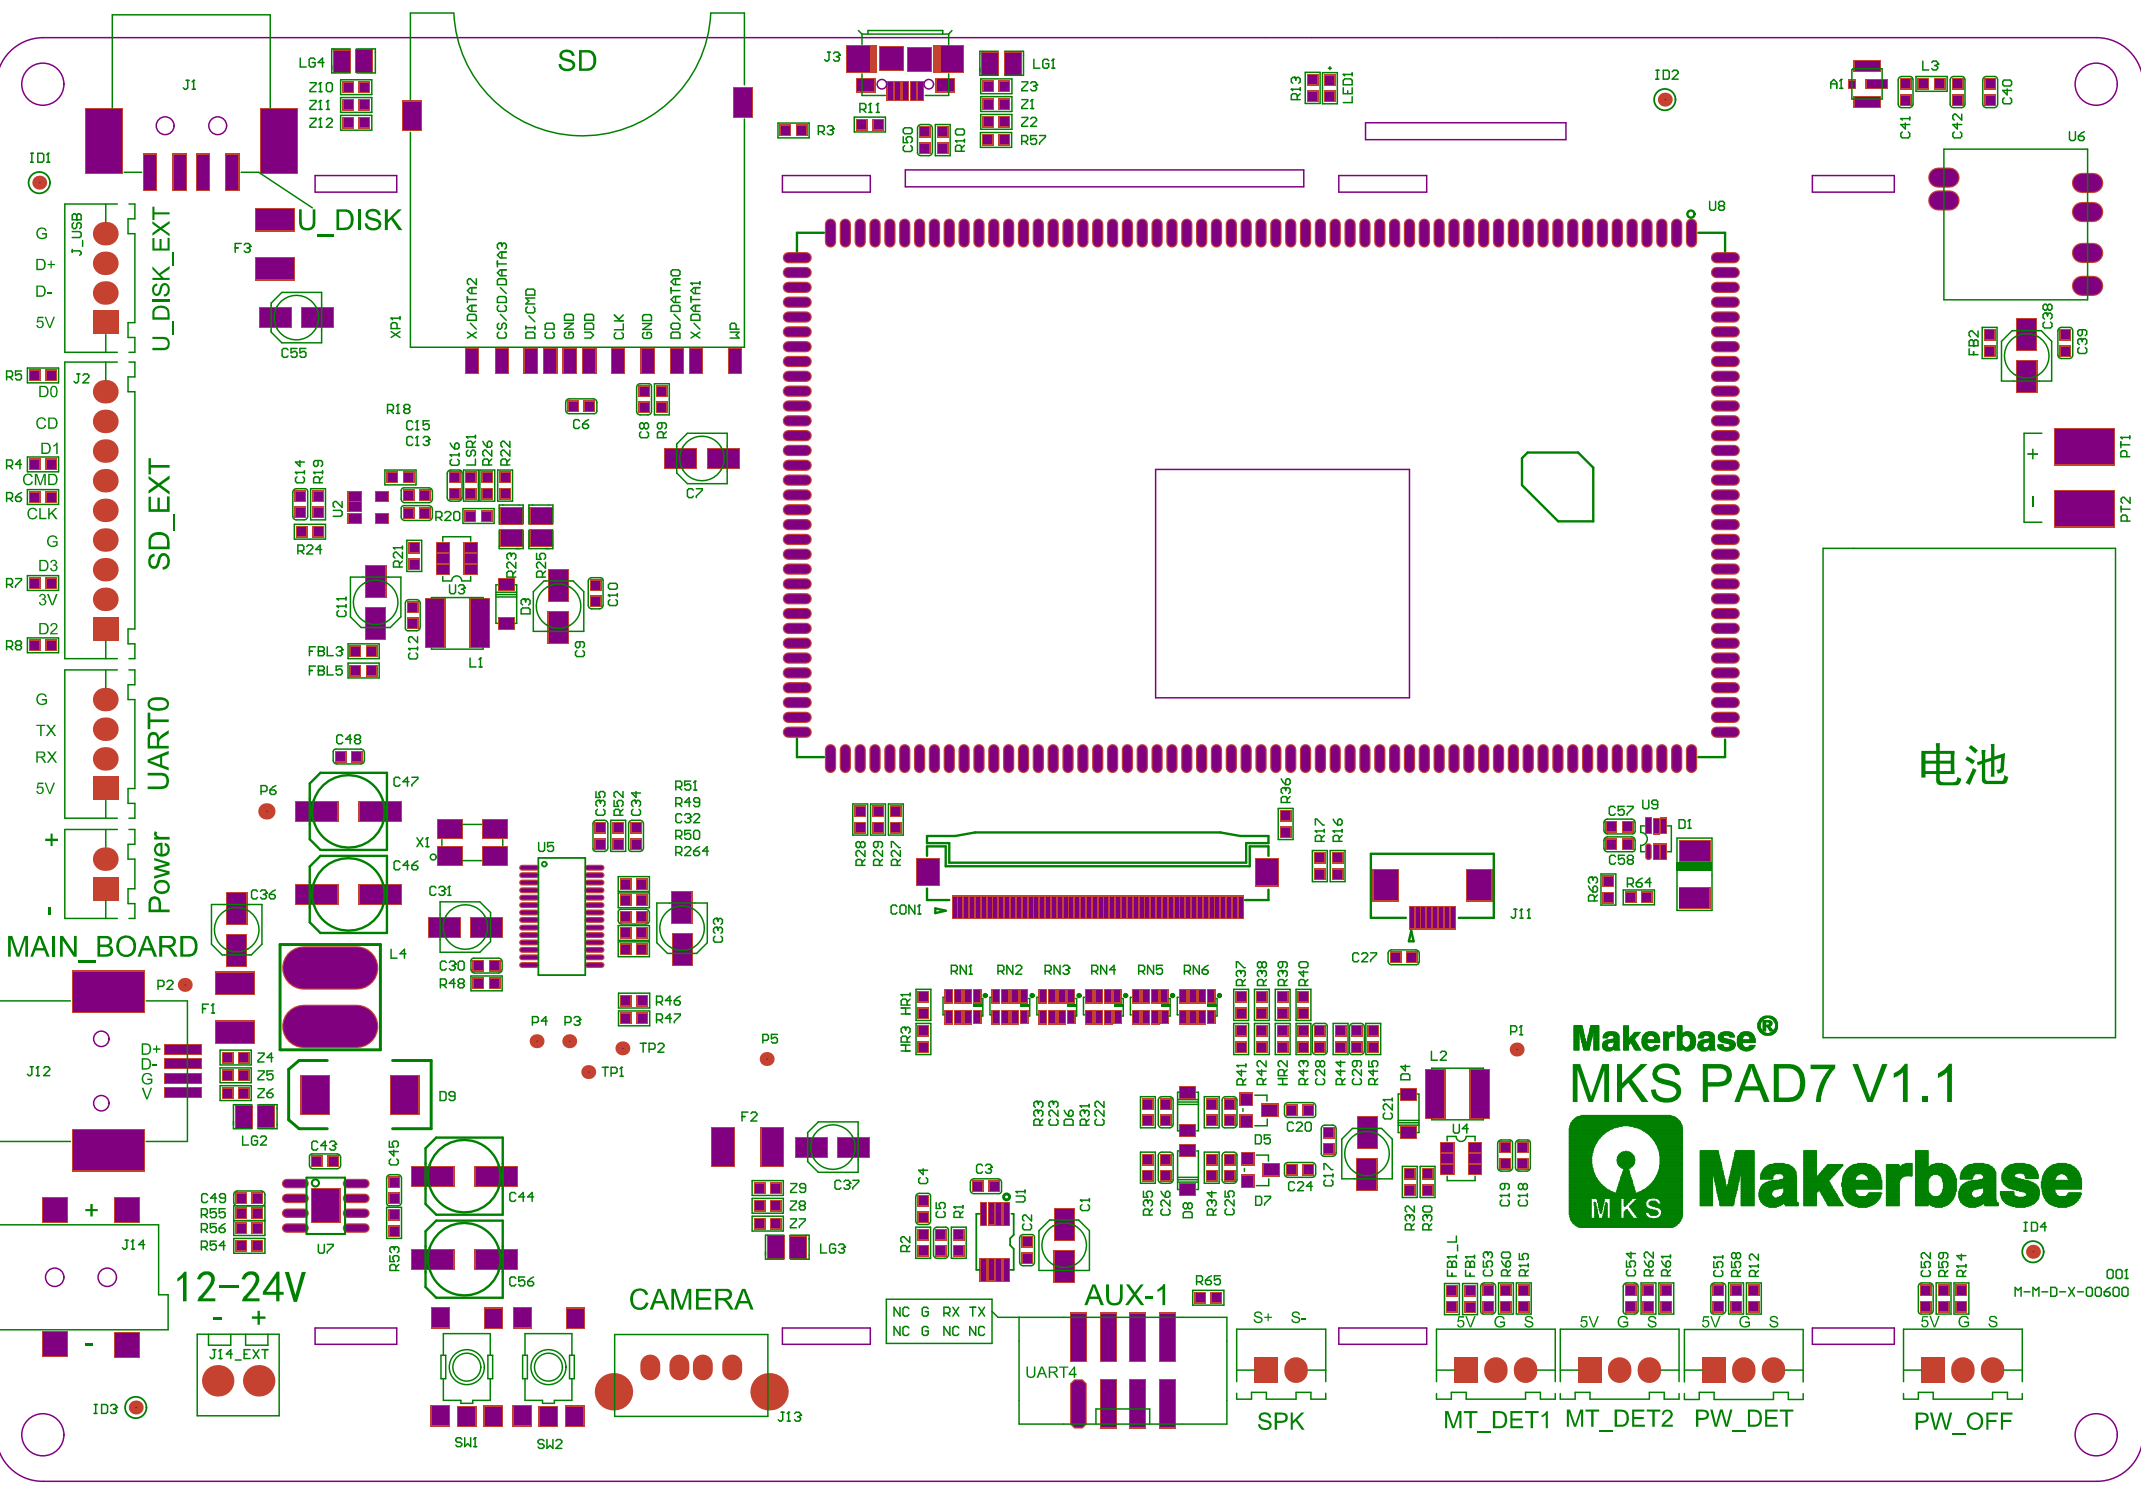 J1
LG4
Z10
Z11
Z12
SD
J3
LG1
Z3
Z1
Z2
R57
R11
R3
C50
R10
R13
LED1
ID2
A1
L3
C41
C42
C40
U6
ID1
U_DISK
J_USB
G
D+
D-
5V
U_DISK_EXT
F3
C55
XP1
X/DATA2
CS/CD/DATA3
DI/CMD
CD
GND
VDD
CLK
GND
DO/DATA0
X/DATA1
WP
U8
FB2
C38
C39
R5
J2
D0
CD
D1
R4
CMD
R6
CLK
G
D3
R7
3V
D2
R8
SD_EXT
R18
C15
C13
C6
C8
R9
C7
C14
R19
U2
C16
LSR1
R26
R22
R20
R24
R21
R23
R25
U3
C11
C12
D3
C10
C9
L1
FBL3
FBL5
PT1
+
-
PT2
G
TX
RX
5V
UART0
C48
C47
P6
C46
+
-
Power
C36
MAIN_BOARD
X1
U5
C35
R52
C34
R51
R49
C32
R50
R264
C31
C33
C30
R48
R46
R47
P4
P3
TP2
TP1
P5
L4
P2
F1
J12
D+
D-
G
V
Z4
Z5
Z6
LG2
D9
R28
R29
R27
CON1
R36
R17
R16
J11
C27
C57
C58
U9
D1
R63
R64
电池
RN1
RN2
RN3
RN4
RN5
RN6
HR1
HR3
R37
R38
R39
R40
R41
R42
HR2
R43
C28
R44
C29
R45
P1
L2
D4
C21
U4
Makerbase®
MKS PAD7 V1.1
MKS
Makerbase
R33
C23
D6
R31
C22
R35
C26
D8
R34
C25
D5
C20
D7
C24
C17
R32
R30
C19
C18
F2
C37
Z9
Z8
Z7
LG3
C43
C45
C49
R55
R56
R54
U7
R53
C44
C56
C4
C3
C5
R1
R2
U1
C2
C1
J14
+
-
12-24V
- +
J14_EXT
ID3
SW1
SW2
CAMERA
J13
NC G RX TX
NC G NC NC
AUX-1
UART4
R65
S+ S-
SPK
FB1_L
FB1
C53
R60
R15
5V G S
MT_DET1
C54
R62
R61
5V G S
MT_DET2
C51
R58
R12
5V G S
PW_DET
C52
R59
R14
5V G S
PW_OFF
ID4
001
M-M-D-X-00600